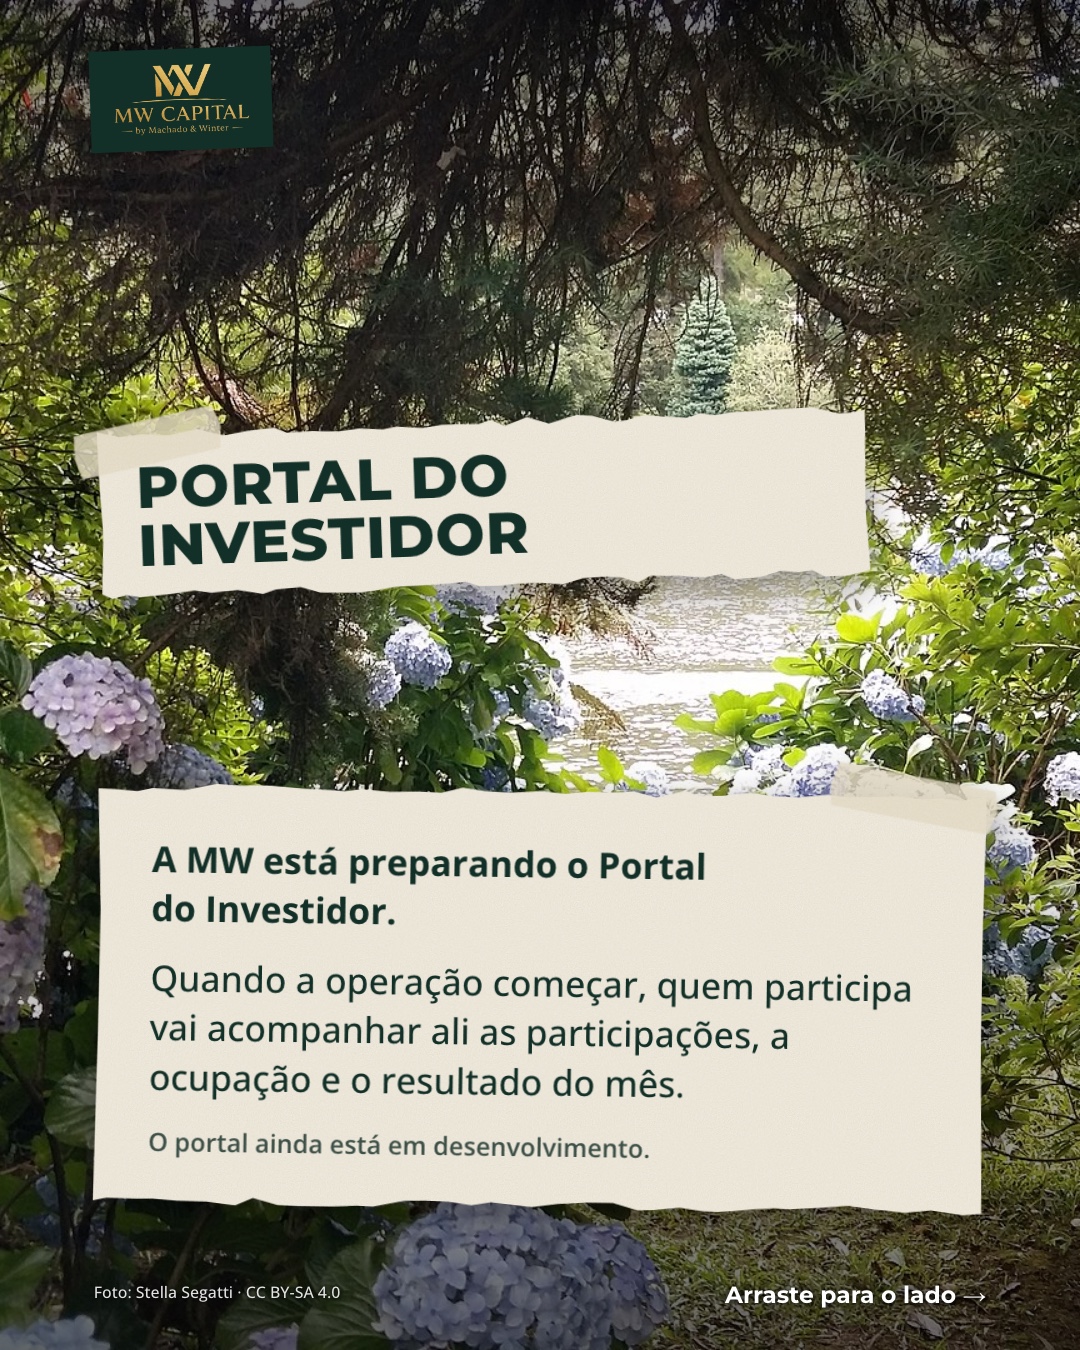 MW CAPITAL
by Machado & Winter
PORTAL DO
INVESTIDOR
A MW está preparando o Portal
do Investidor.
Quando a operação começar, quem participa
vai acompanhar ali as participações, a
ocupação e o resultado do mês.
O portal ainda está em desenvolvimento.
Foto: Stella Segatti · CC BY-SA 4.0
Arraste para o lado →